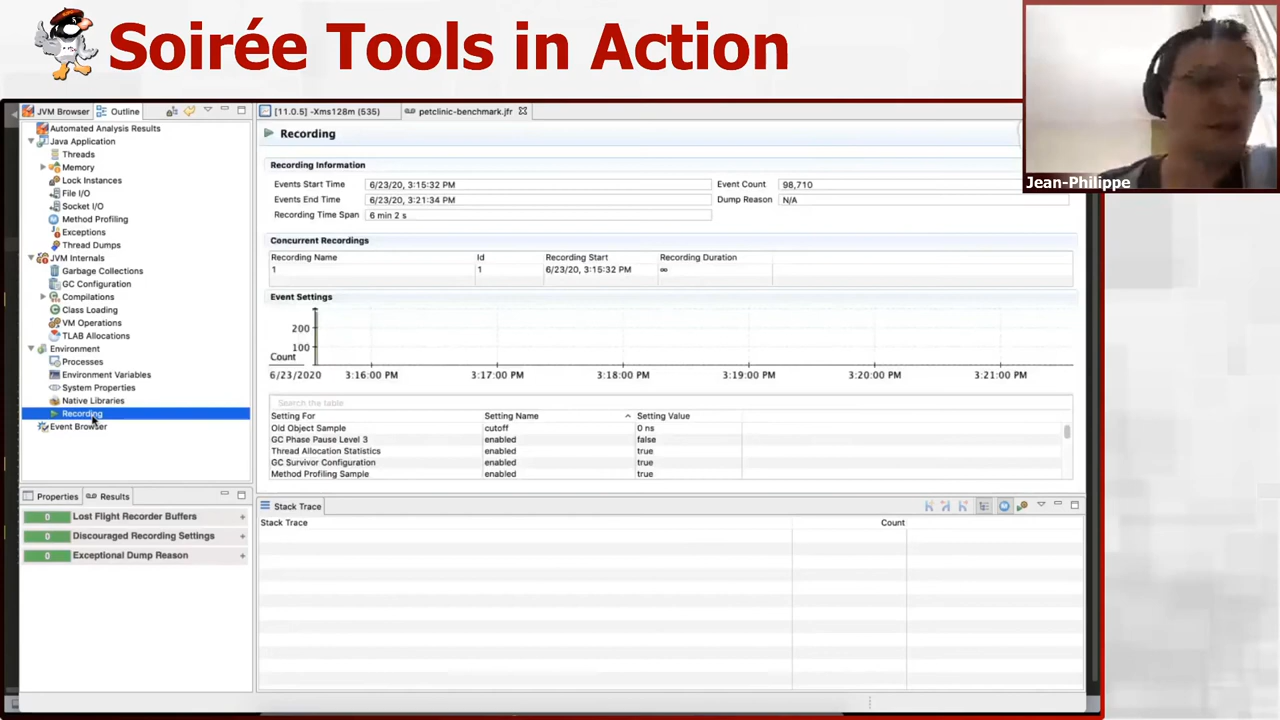 Soirée Tools in Action
Jean-Philippe
JVM Browser Outline
Automated Analysis Results
Java Application
Threads
Memory
Lock Instances
File I/O
Socket I/O
Method Profiling
Exceptions
Thread Dumps
JVM Internals
Garbage Collections
GC Configuration
Compilations
Class Loading
VM Operations
TLAB Allocations
Environment
Processes
Environment Variables
System Properties
Native Libraries
Recording
Event Browser
Properties Results
0 Lost Flight Recorder Buffers
0 Discouraged Recording Settings
0 Exceptional Dump Reason
[11.0.5] -Xms128m (535) petclinic-benchmark.jfr
Recording
Recording Information
Events Start Time 6/23/20, 3:15:32 PM Event Count 98,710
Events End Time 6/23/20, 3:21:34 PM Dump Reason N/A
Recording Time Span 6 min 2 s
Concurrent Recordings
Recording Name Id Recording Start Recording Duration
1 1 6/23/20, 3:15:32 PM ∞
Event Settings
200
100
Count
6/23/2020 3:16:00 PM 3:17:00 PM 3:18:00 PM 3:19:00 PM 3:20:00 PM 3:21:00 PM
Search the table
Setting For Setting Name Setting Value
Old Object Sample cutoff 0 ns
GC Phase Pause Level 3 enabled false
Thread Allocation Statistics enabled true
GC Survivor Configuration enabled true
Method Profiling Sample enabled true
Stack Trace
Stack Trace Count